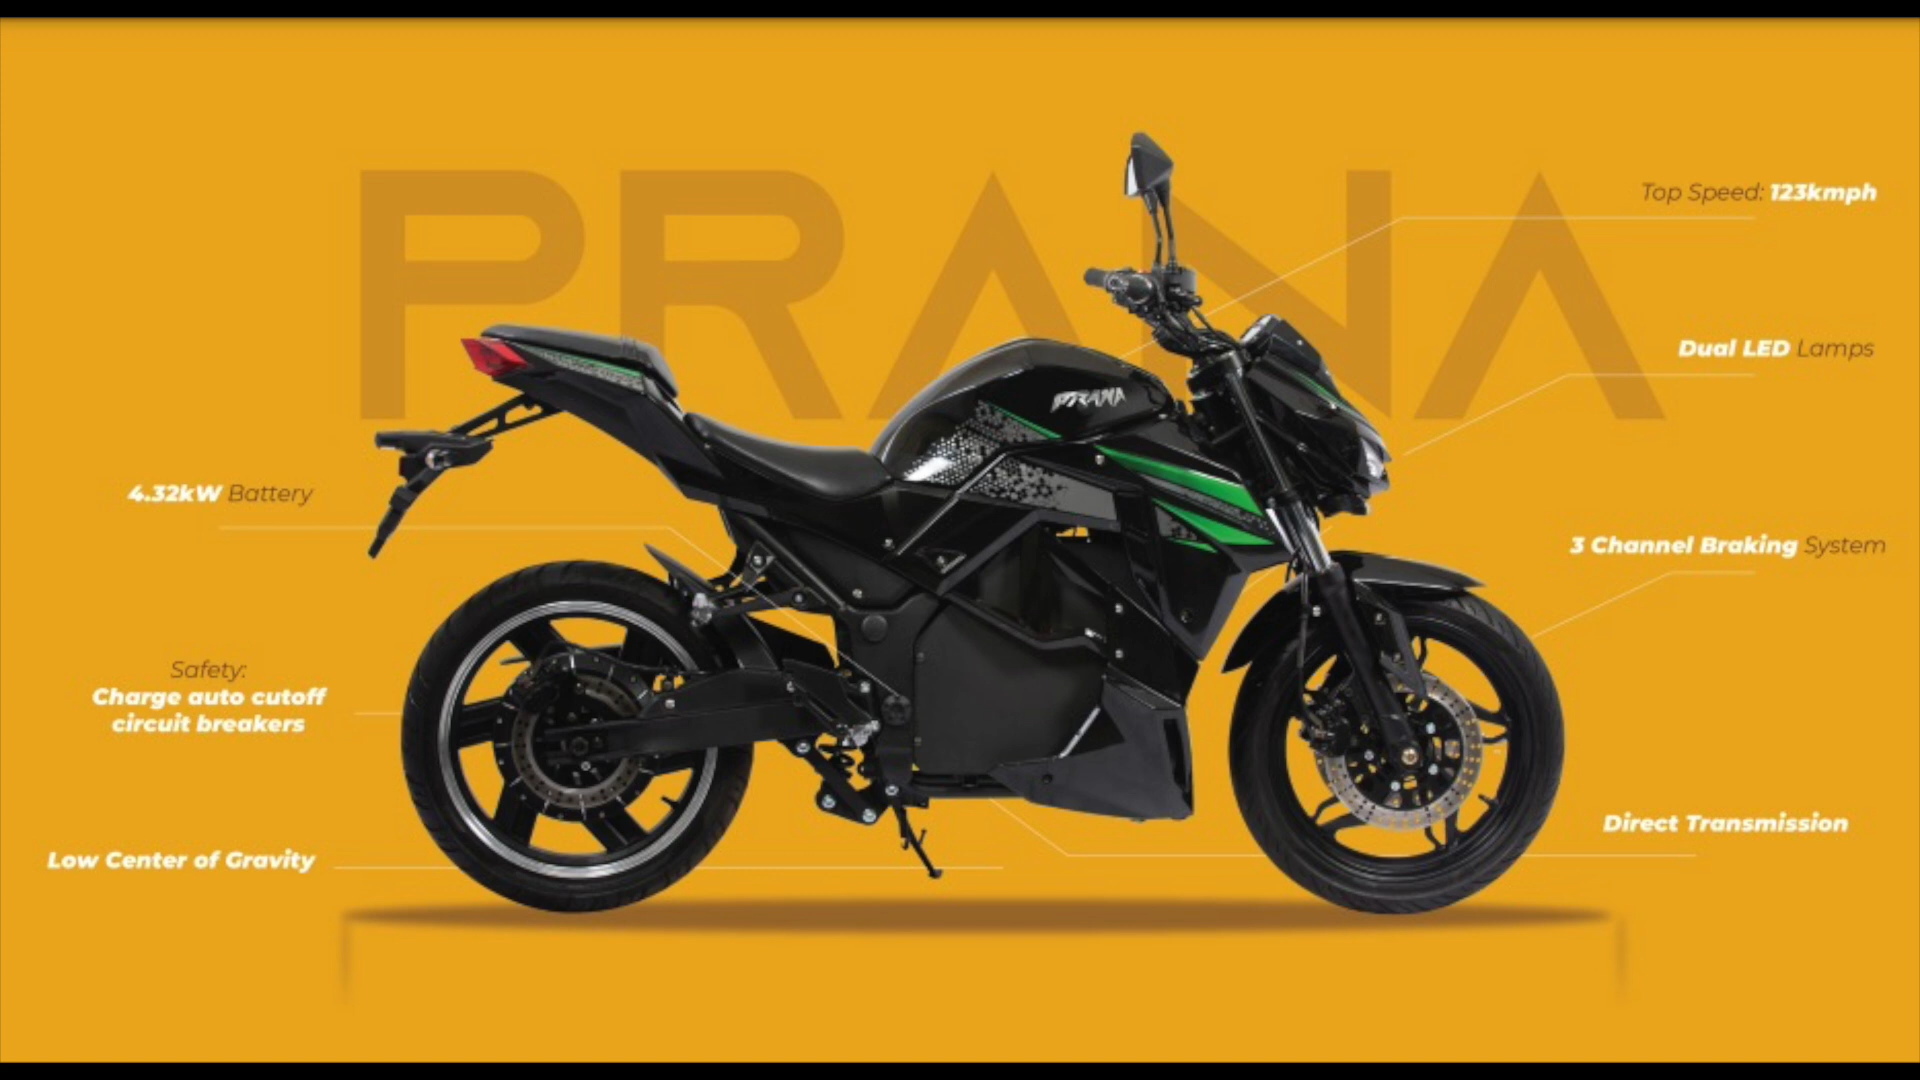 PRANA
Top Speed: 123kmph
Dual LED Lamps
PRANA
4.32kW Battery
3 Channel Braking System
Safety:
Charge auto cutoff
circuit breakers
Direct Transmission
Low Center of Gravity